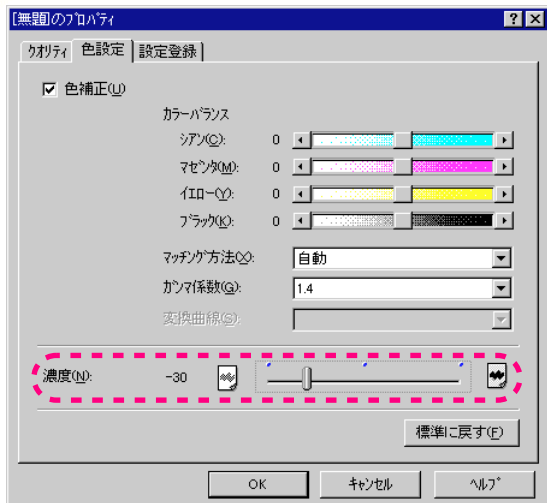 [無題]のﾌﾟﾛﾊﾟﾃｨ
ｸｵﾘﾃｨ 色設定 設定登録
色補正(U)
ｶﾗｰﾊﾞﾗﾝｽ
ｼｱﾝ(C): 0
ﾏｾﾞﾝﾀ(M): 0
ｲｴﾛｰ(Y): 0
ﾌﾞﾗｯｸ(K): 0
ﾏｯﾁﾝｸﾞ方法(X): 自動
ｶﾞﾝﾏ係数(G): 1.4
変換曲線(S):
濃度(N): -30
標準に戻す(F)
OK ｷｬﾝｾﾙ ﾍﾙﾌﾟ